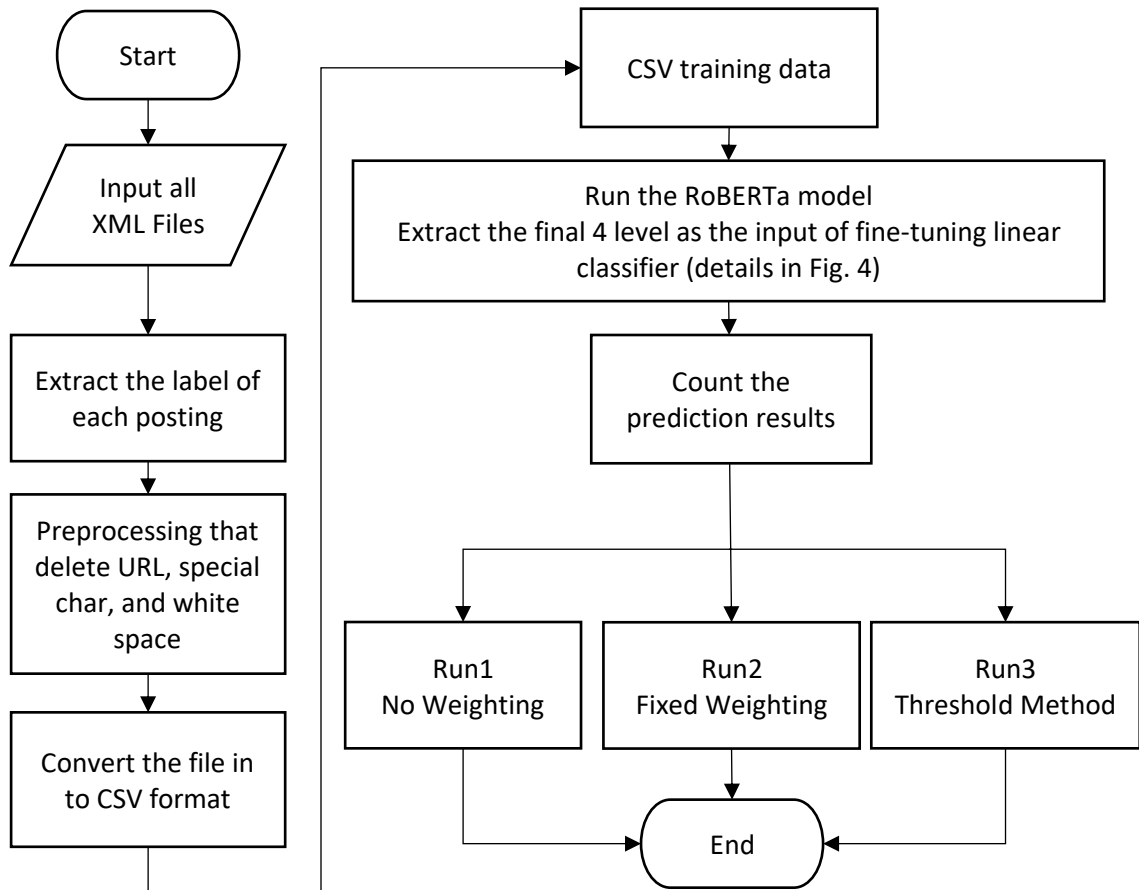 Start
Input all
XML Files
Extract the label of
each posting
Preprocessing that
delete URL, special
char, and white
space
Convert the file in
to CSV format
CSV training data
Run the RoBERTa model
Extract the final 4 level as the input of fine-tuning linear
classifier (details in Fig. 4)
Count the
prediction results
Run1
No Weighting
Run2
Fixed Weighting
Run3
Threshold Method
End